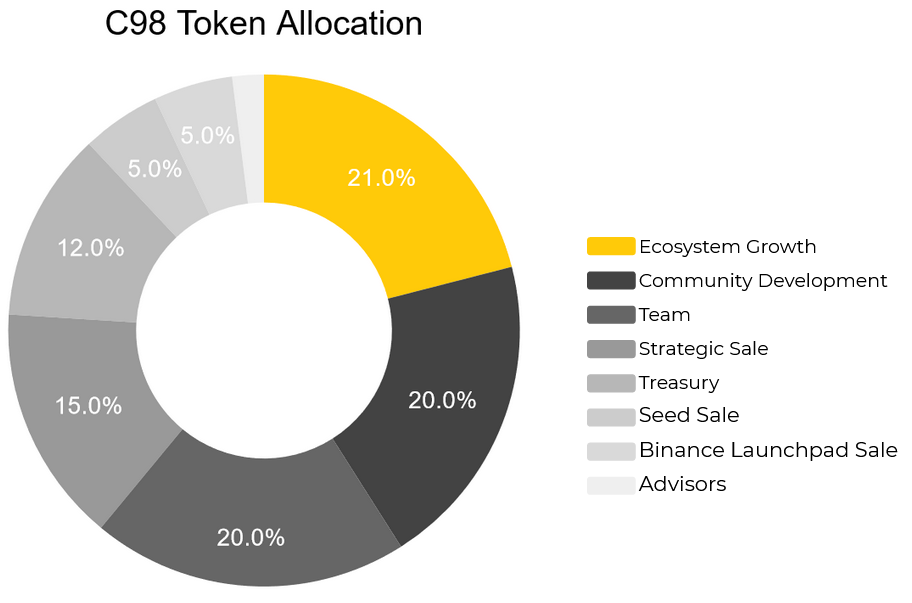 C98 Token Allocation
21.0%
20.0%
20.0%
15.0%
12.0%
5.0%
5.0%
Ecosystem Growth
Community Development
Team
Strategic Sale
Treasury
Seed Sale
Binance Launchpad Sale
Advisors